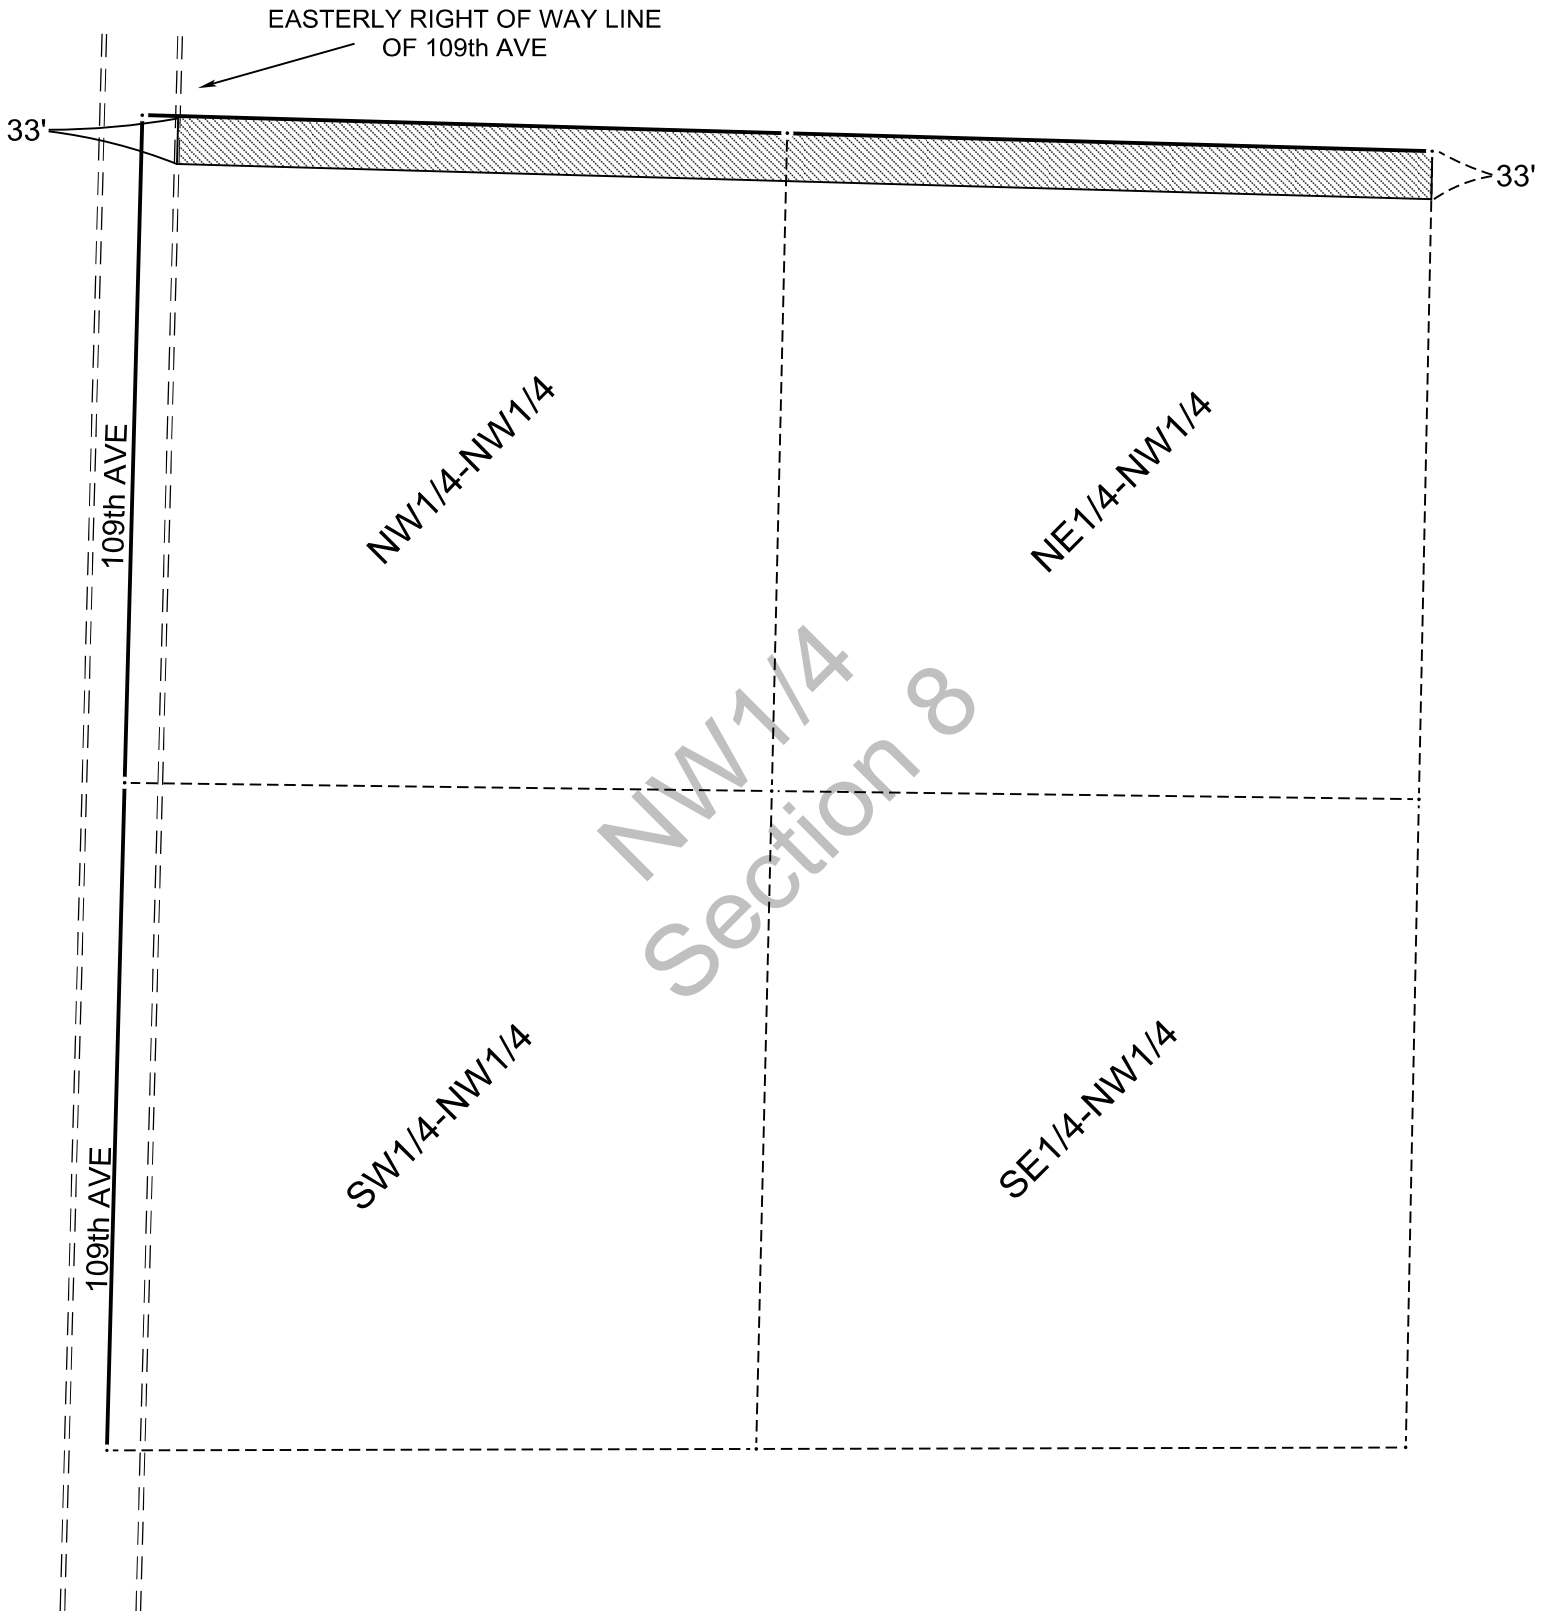 EASTERLY RIGHT OF WAY LINE
OF 109th AVE
33'
33'
109th AVE
NW1/4-NW1/4
NE1/4-NW1/4
NW1/4
Section 8
109th AVE
SW1/4-NW1/4
SE1/4-NW1/4